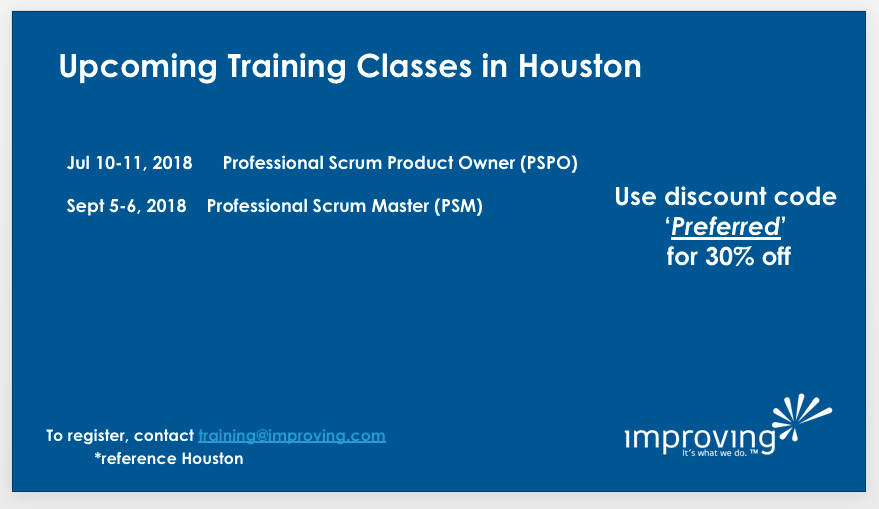 Upcoming Training Classes in Houston
Jul 10-11, 2018 Professional Scrum Product Owner (PSPO)
Sept 5-6, 2018 Professional Scrum Master (PSM)
Use discount code
‘Preferred’
for 30% off
To register, contact training@improving.com
*reference Houston
improving
It's what we do. ™